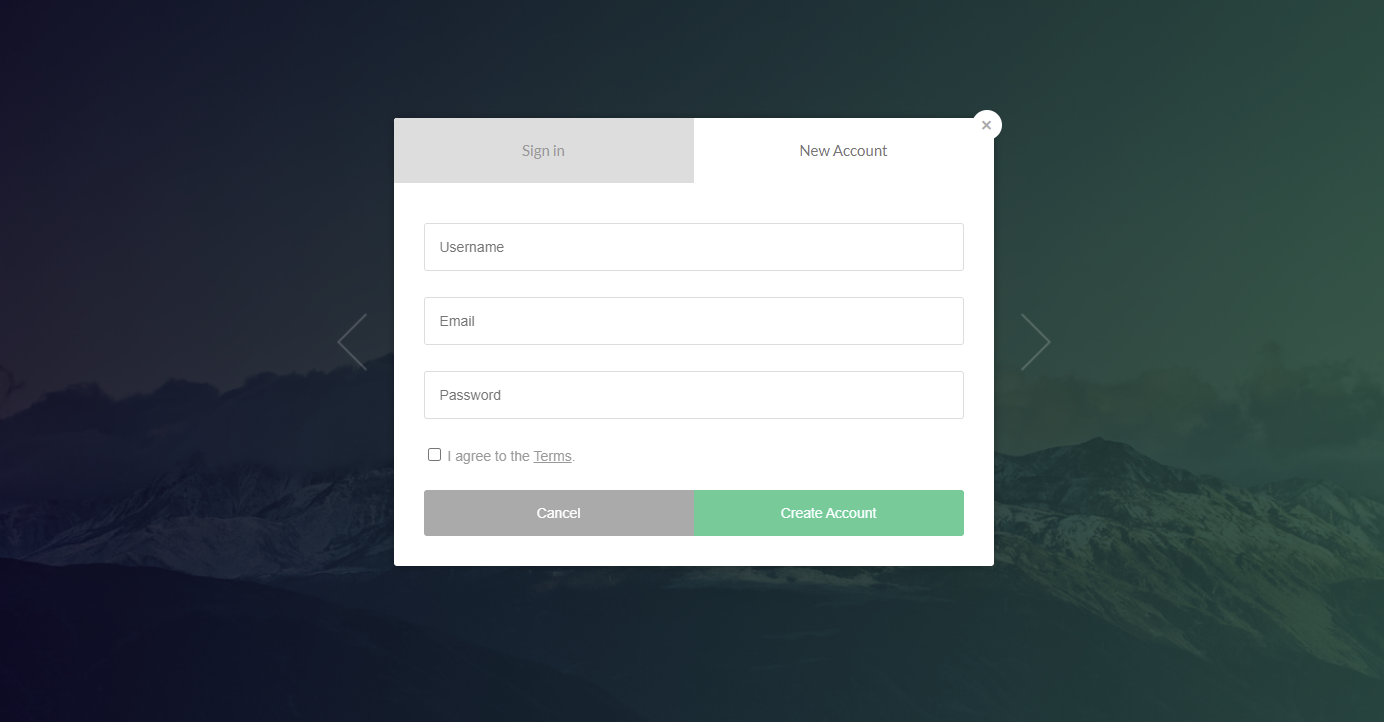 Sign in
New Account
Username
Email
Password
I agree to the Terms.
Cancel
Create Account